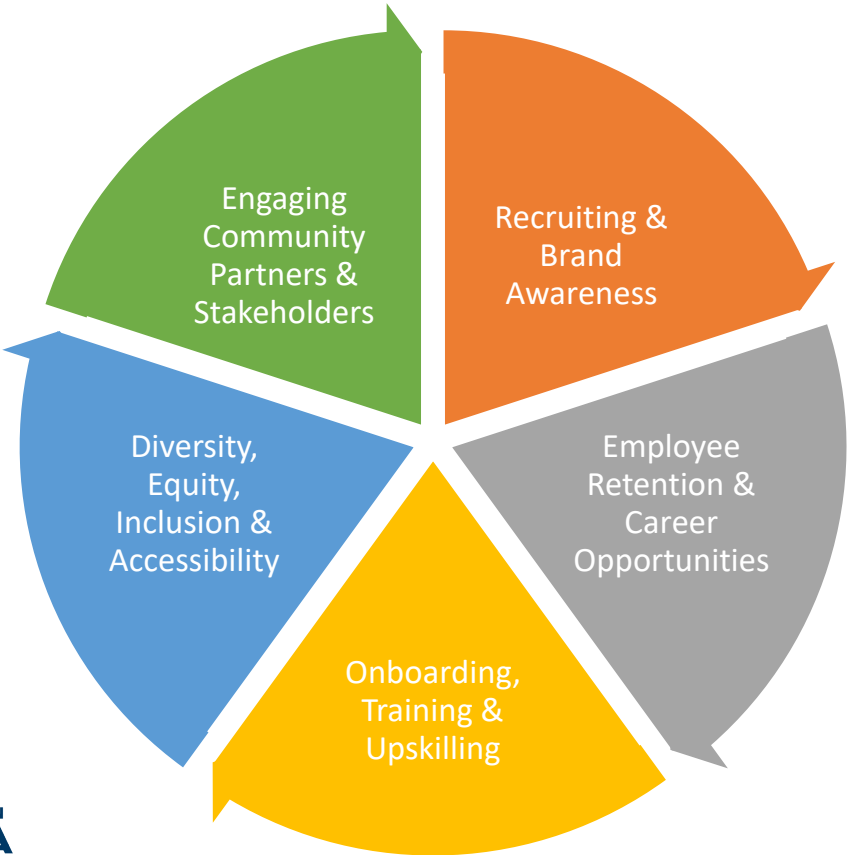 Engaging
Community
Partners &
Stakeholders
Recruiting &
Brand
Awareness
Diversity,
Equity,
Inclusion &
Accessibility
Employee
Retention &
Career
Opportunities
Onboarding,
Training &
Upskilling